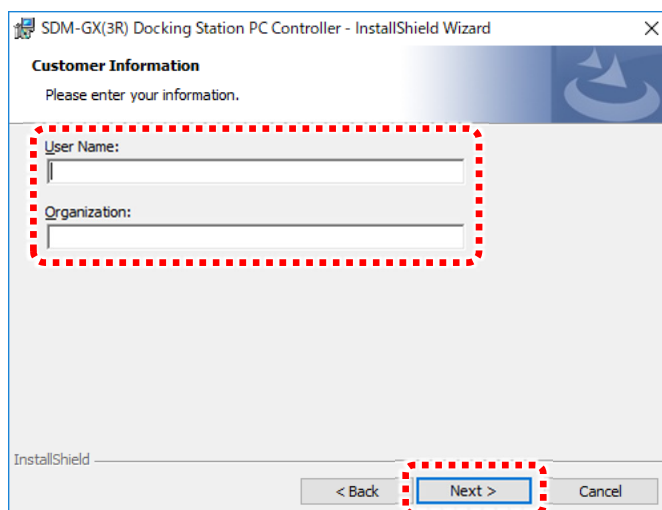 SDM-GX(3R) Docking Station PC Controller - InstallShield Wizard
Customer Information
Please enter your information.
User Name:
Organization:
InstallShield
< Back Next > Cancel